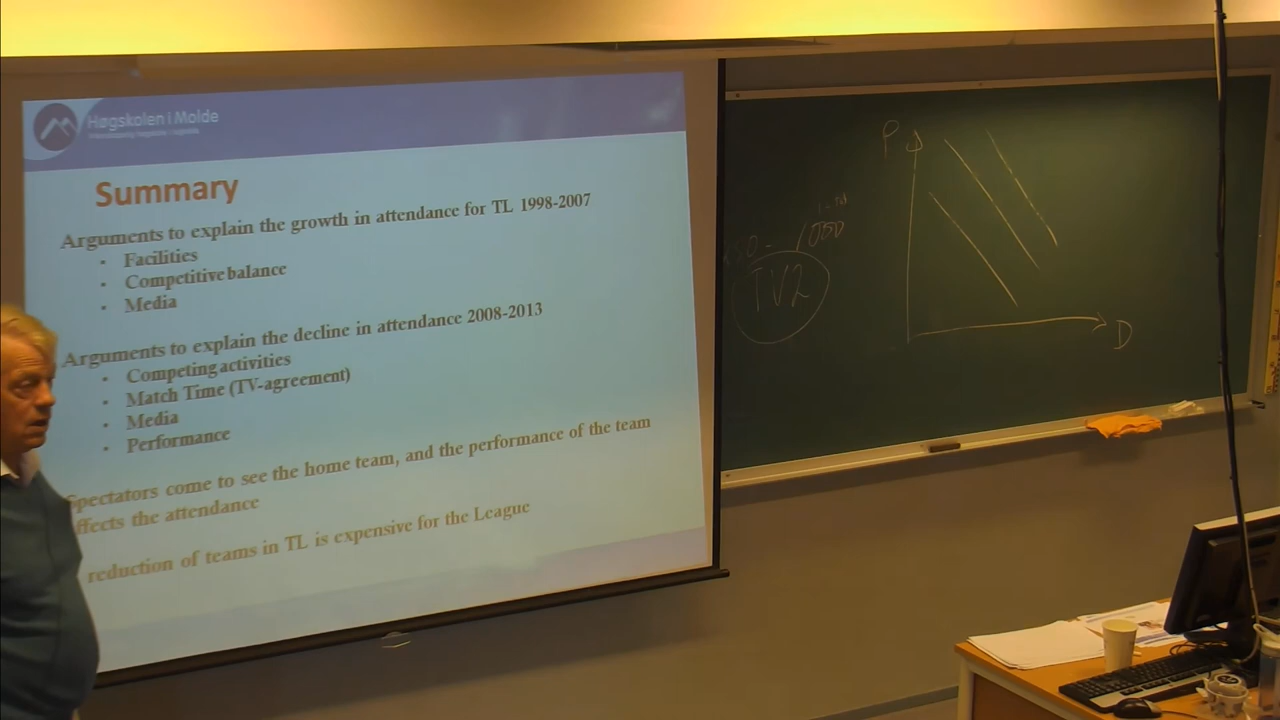 Høgskolen i Molde
Summary
Arguments to explain the growth in attendance for TL 1998-2007
• Facilities
• Competitive balance
• Media
Arguments to explain the decline in attendance 2008-2013
• Competing activities
• Match Time (TV-agreement)
• Media
• Performance
Spectators come to see the home team, and the performance of the team
affects the attendance
reduction of teams in TL is expensive for the League
P
TV2
D